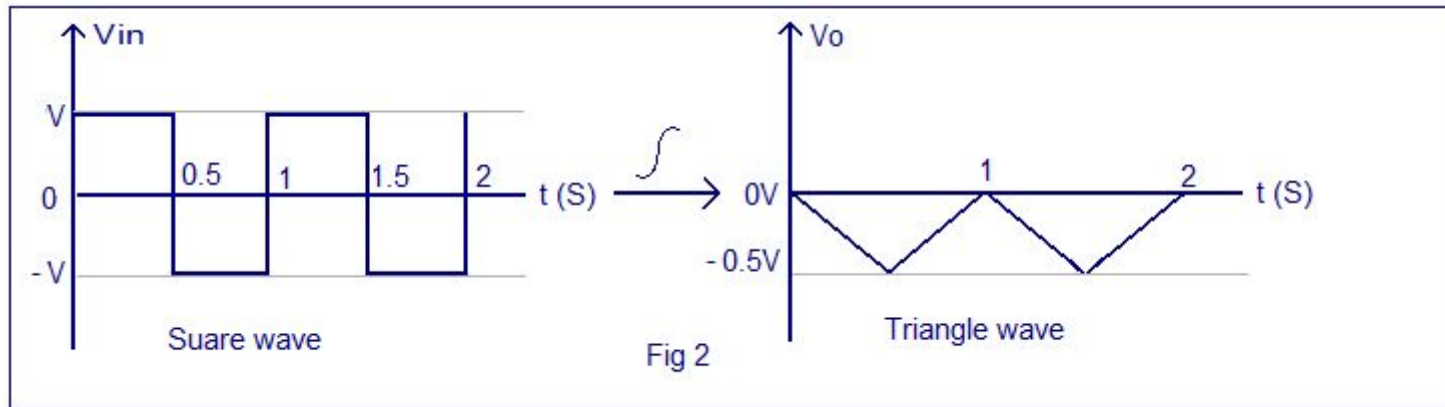 Vin
V
0
- V
0.5
1
1.5
2
t (S)
Suare wave
Vo
0V
- 0.5V
1
2
t (S)
Triangle wave
Fig 2